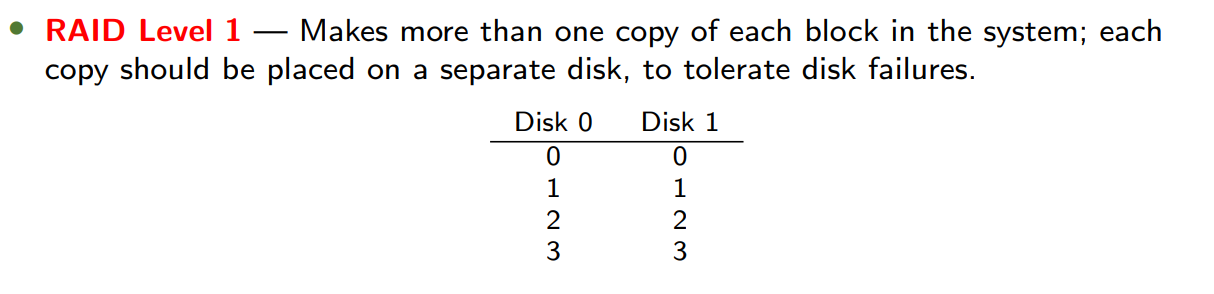 • RAID Level 1 — Makes more than one copy of each block in the system; each
copy should be placed on a separate disk, to tolerate disk failures.
Disk 0 Disk 1
0 0
1 1
2 2
3 3